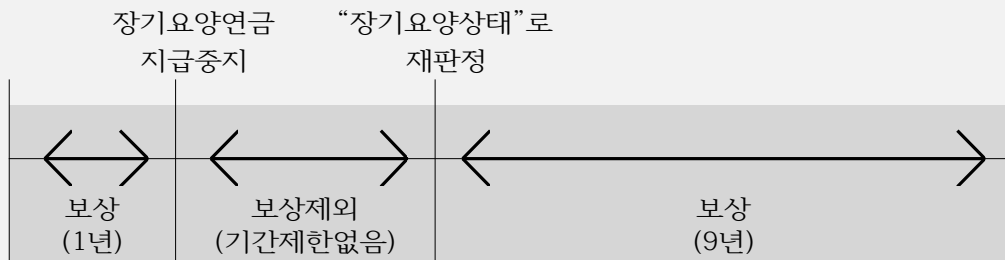 장기요양연금
지급중지
“장기요양상태”로
재판정
보상
(1년)
보상제외
(기간제한없음)
보상
(9년)